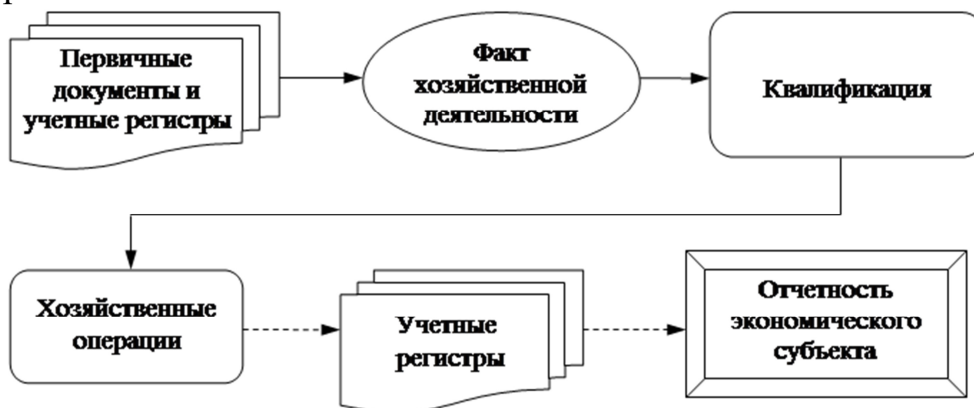 Первичные
документы и
учетные регистры
Факт
хозяйственной
деятельности
Квалификация
Хозяйственные
операции
Учетные
регистры
Отчетность
экономического
субъекта